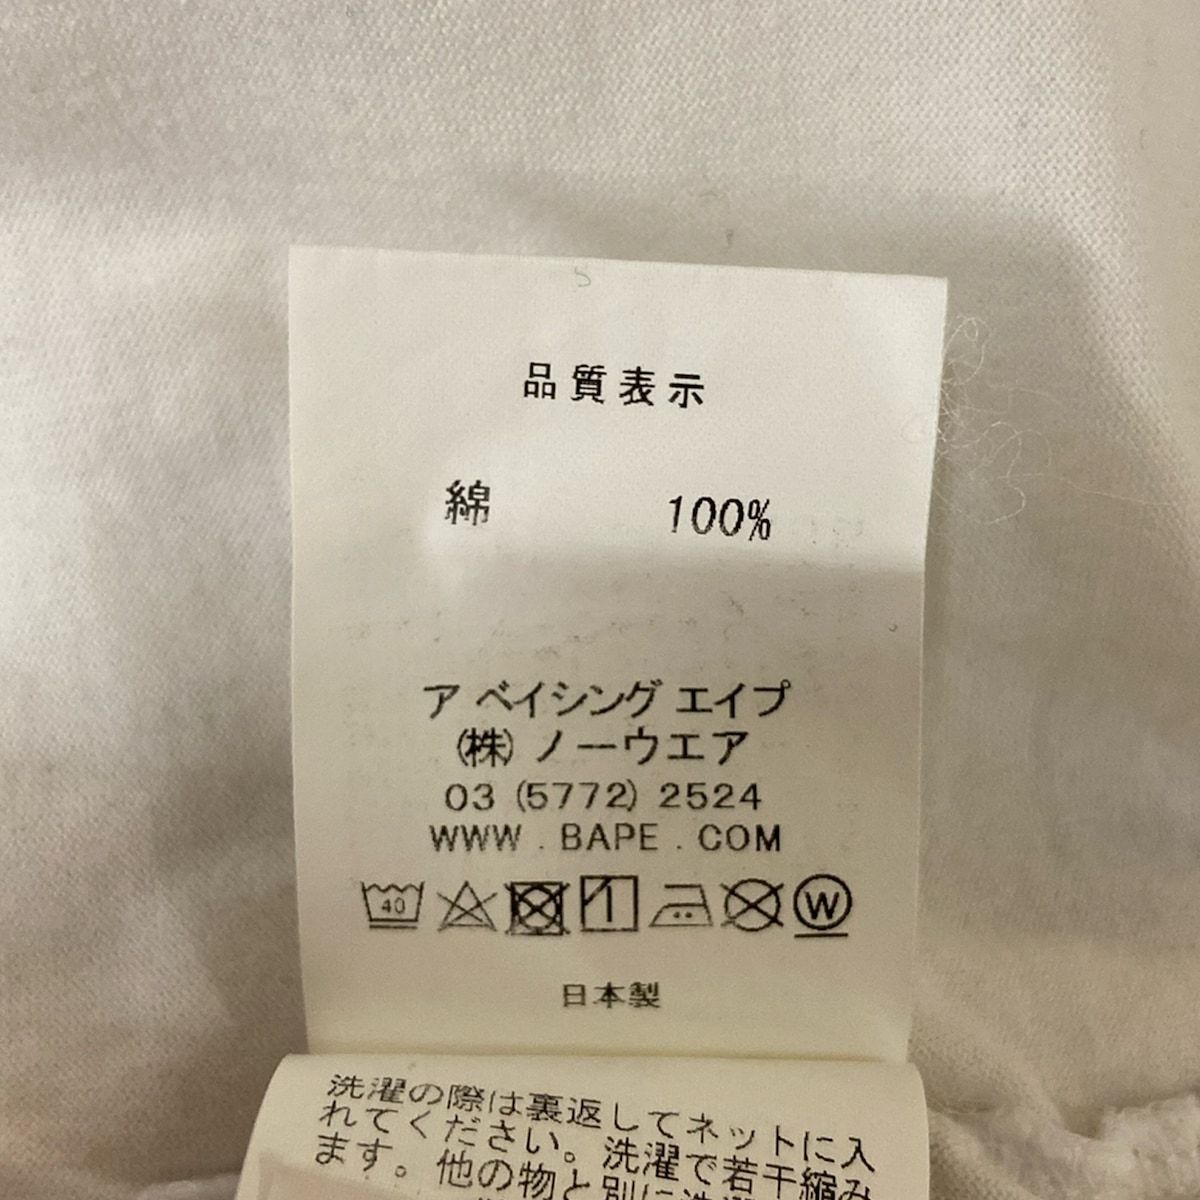 品質表示
綿 100%
ア ベイシング エイプ
(株) ノーウエア
03 (5772) 2524
WWW . BAPE . COM
40 W
日本製
洗濯の際は裏返してネットに入
れてください。洗濯で若干縮み
ます。他の物と別に洗